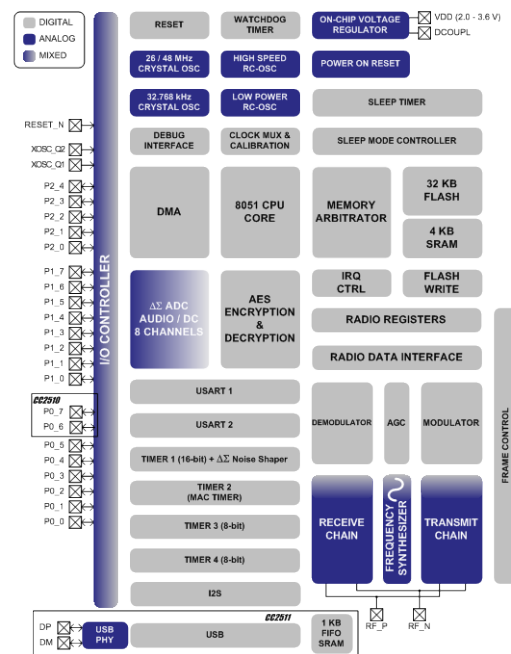 DIGITAL
ANALOG
MIXED
RESET
WATCHDOG
TIMER
ON-CHIP VOLTAGE
REGULATOR
VDD (2.0 - 3.6 V)
DCOUPL
26 / 48 MHz
CRYSTAL OSC
HIGH SPEED
RC-OSC
POWER ON RESET
32.768 kHz
CRYSTAL OSC
LOW POWER
RC-OSC
SLEEP TIMER
RESET_N
XOSC_Q2
XOSC_Q1
DEBUG
INTERFACE
CLOCK MUX &
CALIBRATION
SLEEP MODE CONTROLLER
P2_4
P2_3
P2_2
P2_1
P2_0
DMA
8051 CPU
CORE
MEMORY
ARBITRATOR
32 KB
FLASH
4 KB
SRAM
P1_7
P1_6
P1_5
P1_4
P1_3
P1_2
P1_1
P1_0
I/O CONTROLLER
ΔΣ ADC
AUDIO / DC
8 CHANNELS
AES
ENCRYPTION
&
DECRYPTION
IRQ
CTRL
FLASH
WRITE
RADIO REGISTERS
RADIO DATA INTERFACE
CC2510
P0_7
P0_6
P0_5
P0_4
P0_3
P0_2
P0_1
P0_0
USART 1
USART 2
TIMER 1 (16-bit) + ΔΣ Noise Shaper
TIMER 2
(MAC TIMER)
TIMER 3 (8-bit)
TIMER 4 (8-bit)
I2S
DEMODULATOR
AGC
MODULATOR
FRAME CONTROL
RECEIVE
CHAIN
FREQUENCY
SYNTHESIZER
TRANSMIT
CHAIN
RF_P
RF_N
CC2511
DP
DM
USB
PHY
USB
1 KB
FIFO
SRAM